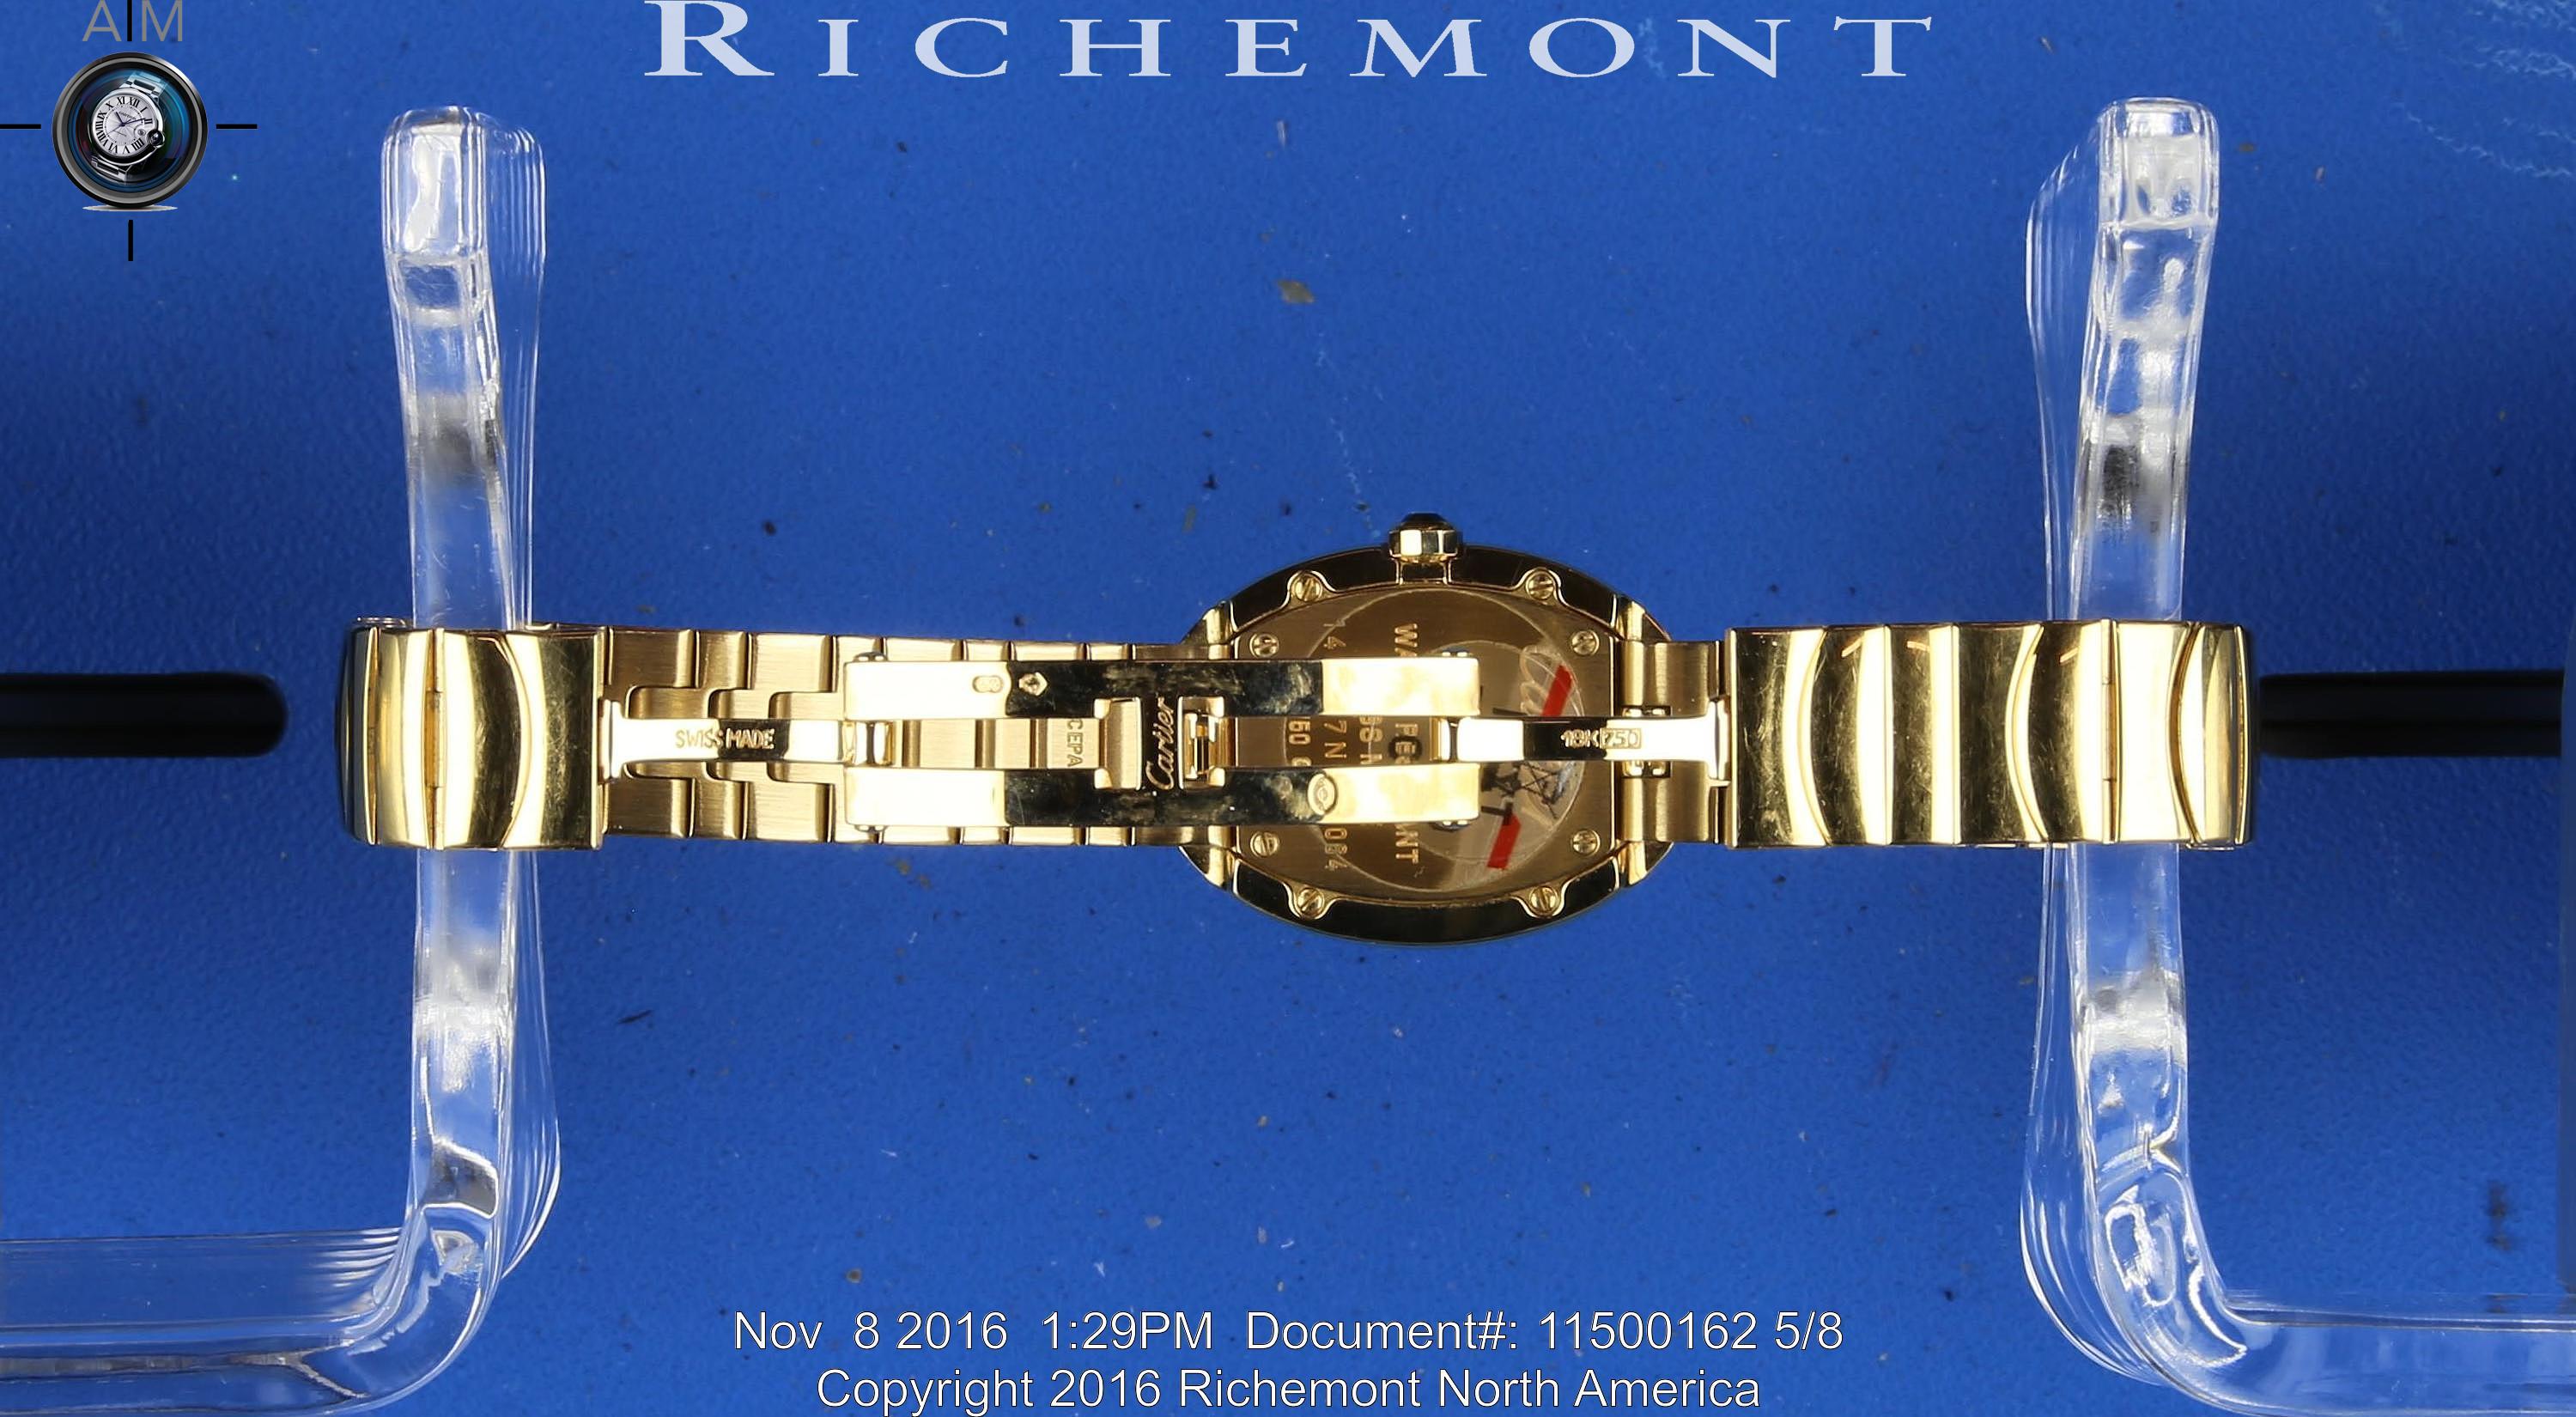 A|M
RICHEMONT
SWISS MADE
CEPA
Cartier
18K 750
Nov 8 2016 1:29PM Document#: 11500162 5/8
Copyright 2016 Richemont North America